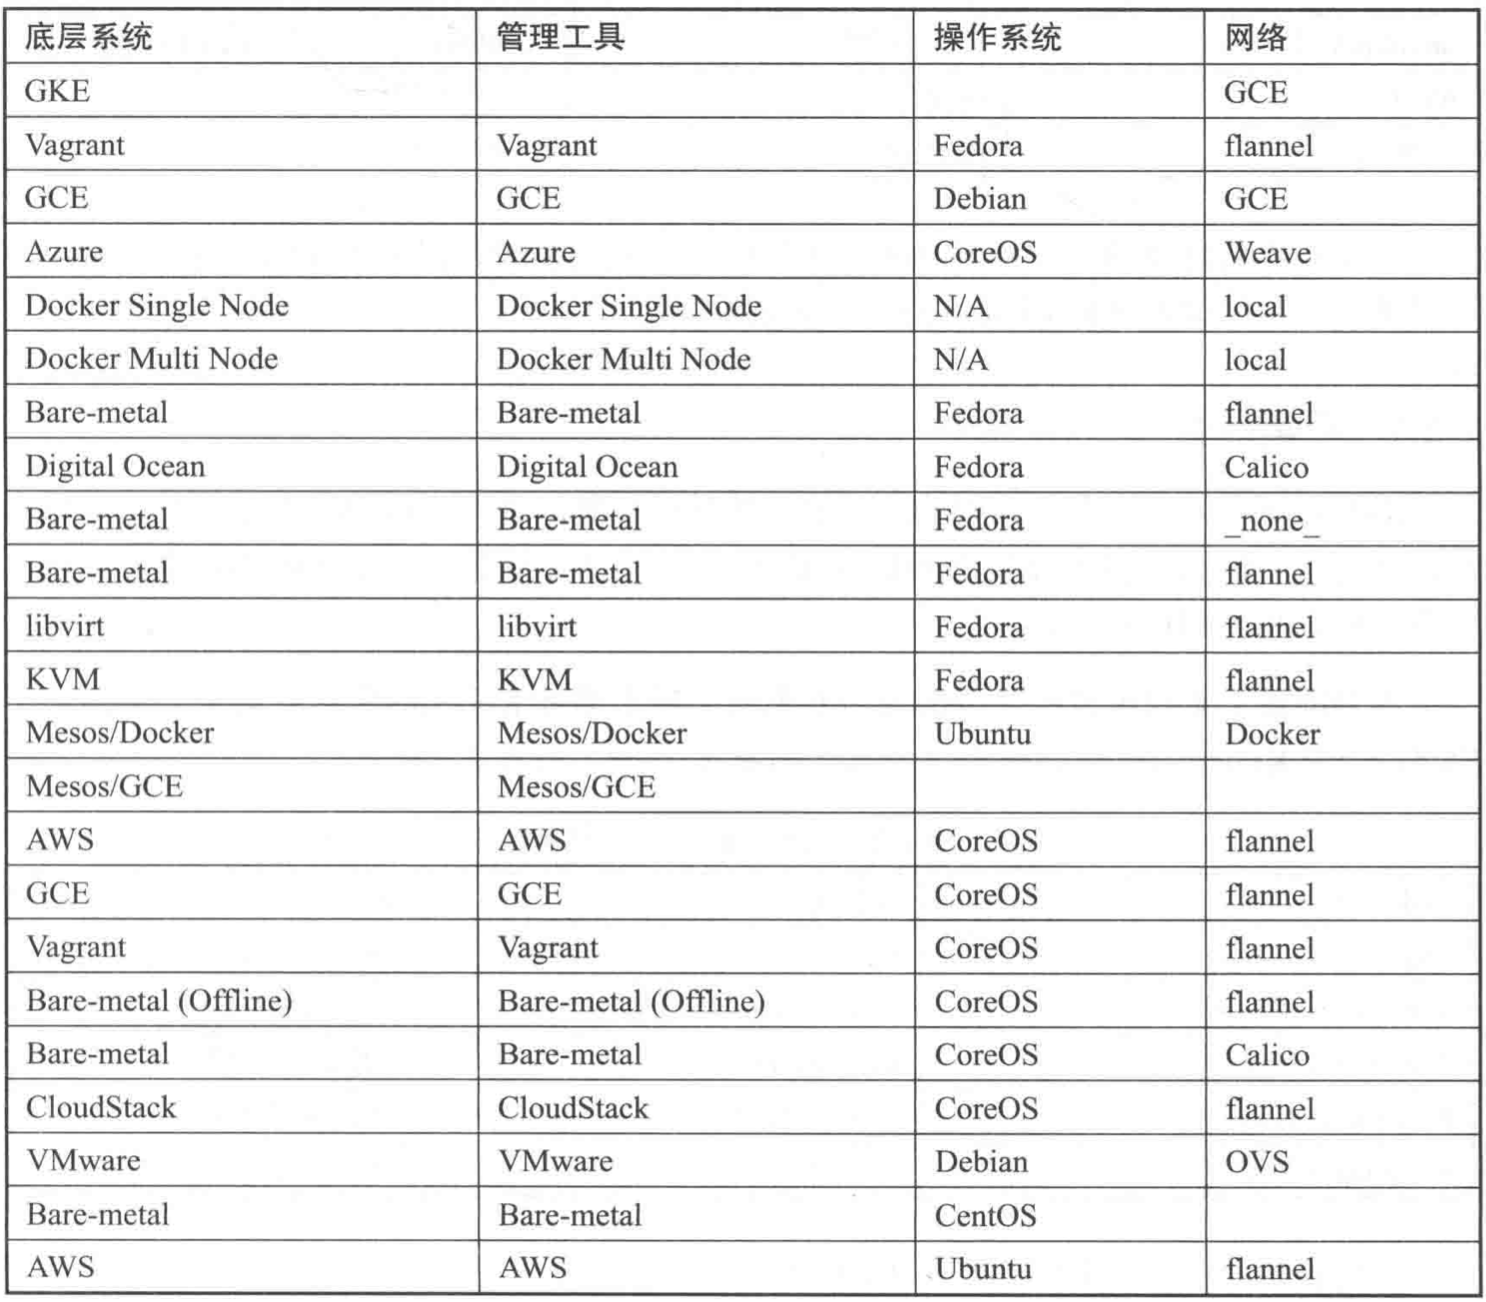 底层系统 管理工具 操作系统 网络
GKE GCE
Vagrant Vagrant Fedora flannel
GCE GCE Debian GCE
Azure Azure CoreOS Weave
Docker Single Node Docker Single Node N/A local
Docker Multi Node Docker Multi Node N/A local
Bare-metal Bare-metal Fedora flannel
Digital Ocean Digital Ocean Fedora Calico
Bare-metal Bare-metal Fedora _none_
Bare-metal Bare-metal Fedora flannel
libvirt libvirt Fedora flannel
KVM KVM Fedora flannel
Mesos/Docker Mesos/Docker Ubuntu Docker
Mesos/GCE Mesos/GCE
AWS AWS CoreOS flannel
GCE GCE CoreOS flannel
Vagrant Vagrant CoreOS flannel
Bare-metal (Offline) Bare-metal (Offline) CoreOS flannel
Bare-metal Bare-metal CoreOS Calico
CloudStack CloudStack CoreOS flannel
VMware VMware Debian OVS
Bare-metal Bare-metal CentOS
AWS AWS Ubuntu flannel